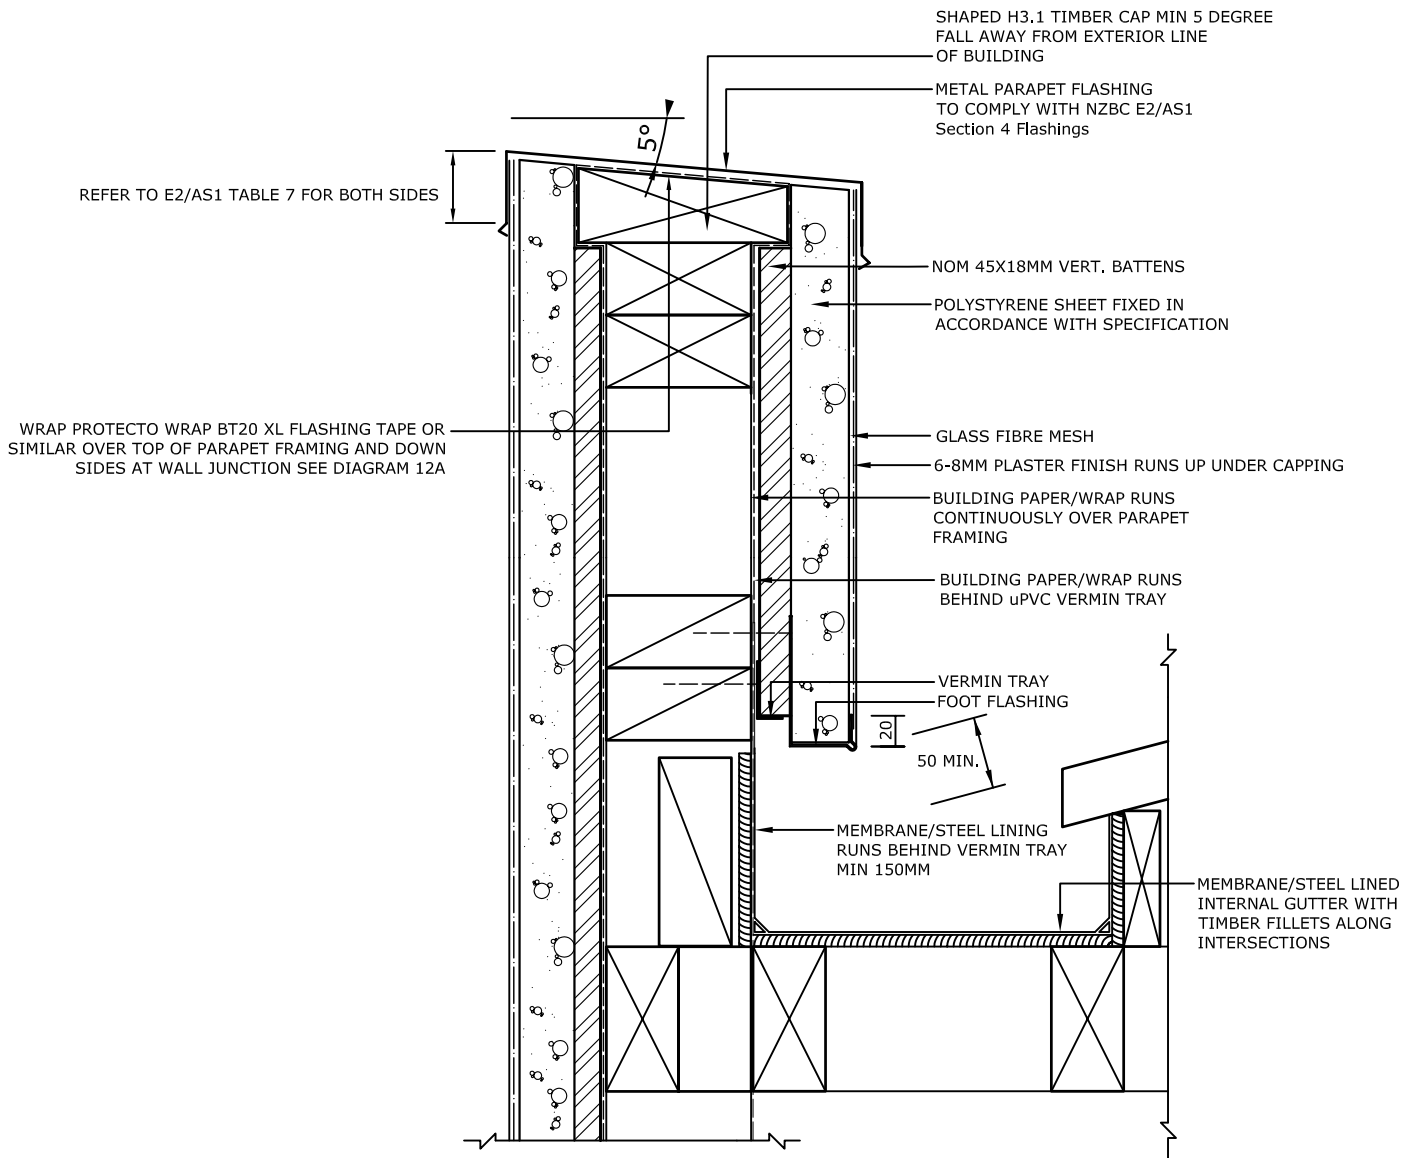 SHAPED H3.1 TIMBER CAP MIN 5 DEGREE
FALL AWAY FROM EXTERIOR LINE
OF BUILDING
METAL PARAPET FLASHING
TO COMPLY WITH NZBC E2/AS1
Section 4 Flashings
5°
REFER TO E2/AS1 TABLE 7 FOR BOTH SIDES
NOM 45X18MM VERT. BATTENS
POLYSTYRENE SHEET FIXED IN
ACCORDANCE WITH SPECIFICATION
WRAP PROTECTO WRAP BT20 XL FLASHING TAPE OR
SIMILAR OVER TOP OF PARAPET FRAMING AND DOWN
SIDES AT WALL JUNCTION SEE DIAGRAM 12A
GLASS FIBRE MESH
6-8MM PLASTER FINISH RUNS UP UNDER CAPPING
BUILDING PAPER/WRAP RUNS
CONTINUOUSLY OVER PARAPET
FRAMING
BUILDING PAPER/WRAP RUNS
BEHIND uPVC VERMIN TRAY
VERMIN TRAY
FOOT FLASHING
20
50 MIN.
MEMBRANE/STEEL LINING
RUNS BEHIND VERMIN TRAY
MIN 150MM
MEMBRANE/STEEL LINED
INTERNAL GUTTER WITH
TIMBER FILLETS ALONG
INTERSECTIONS